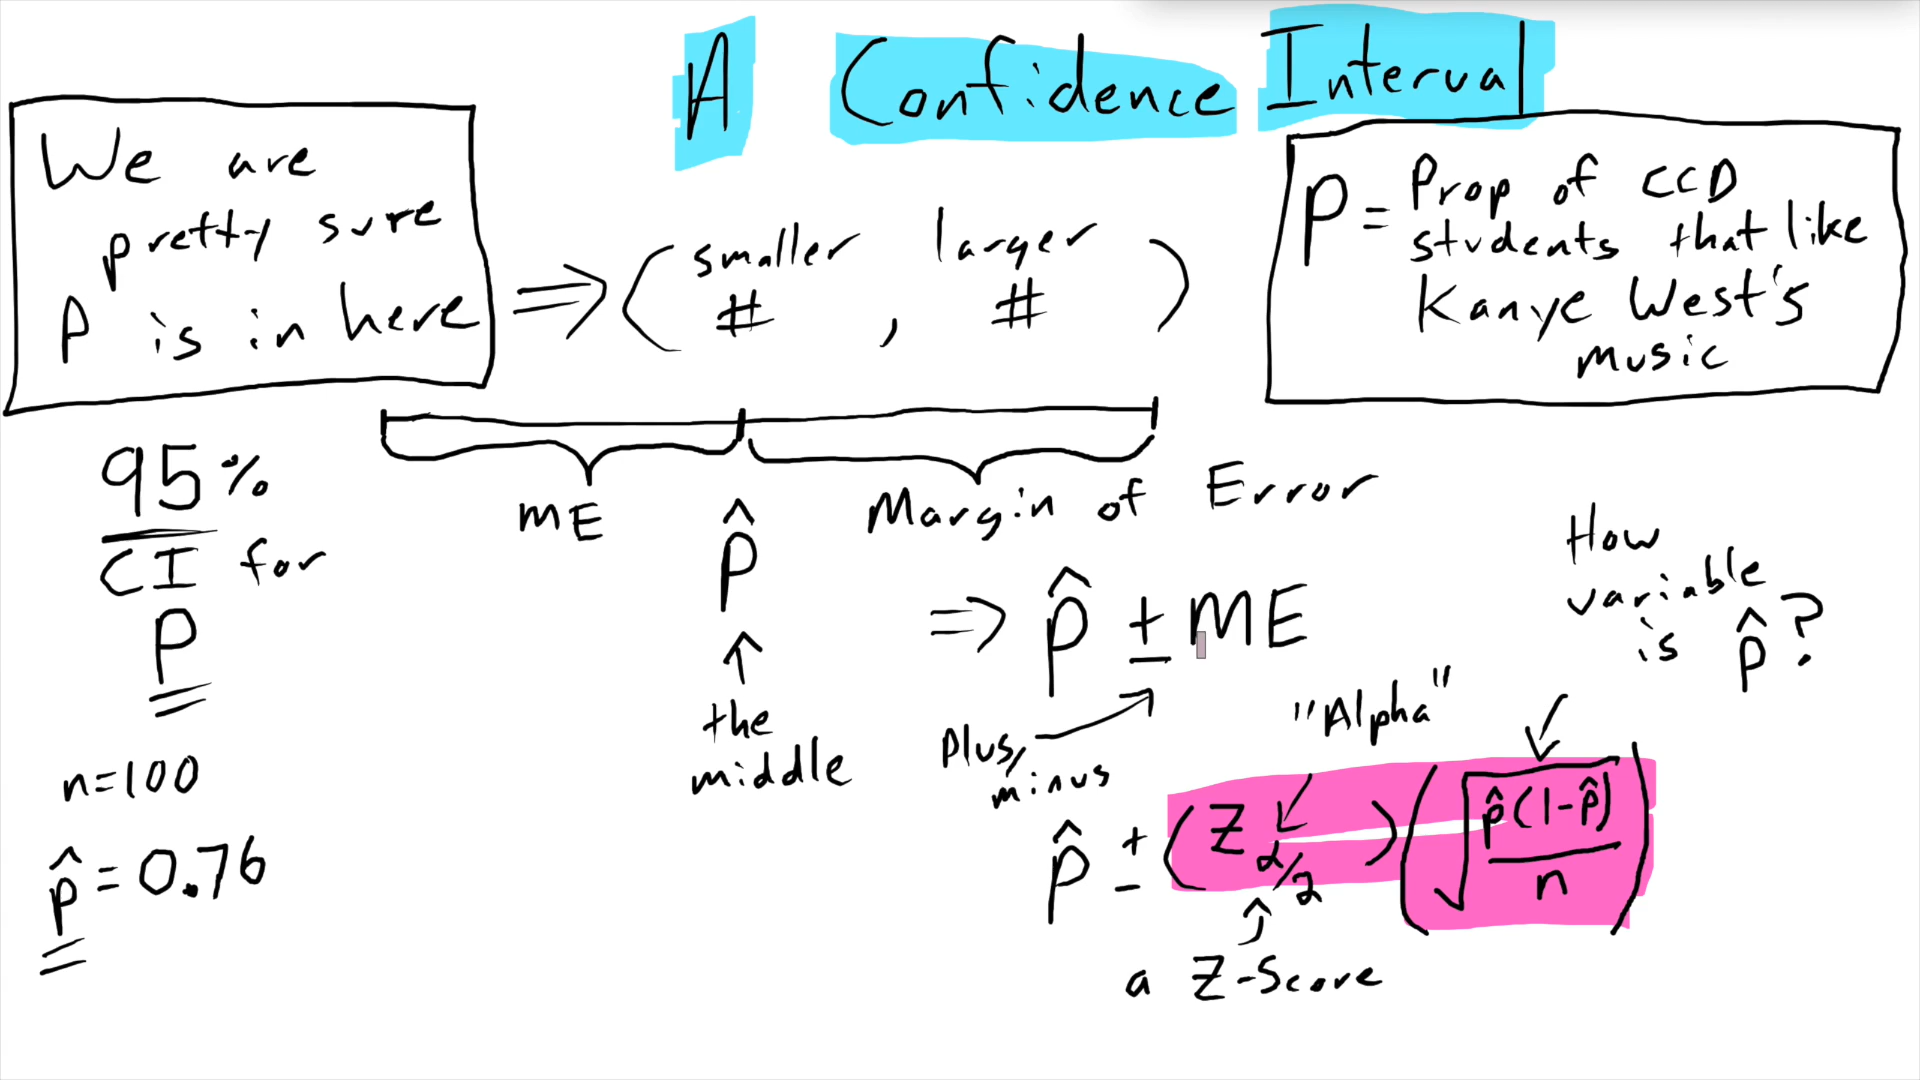 A Confidence Interval
We are
pretty sure
P is in here
⇒ ( smaller # , larger # )
P = Prop of CCD
students that like
Kanye West's
music
95%
CI for
P
ME
p̂
Margin of Error
the
middle
⇒ p̂ ± ME
Plus,
minus
How
variable
is p̂?
"Alpha"
n=100
p̂ = 0.76
p̂ ± (Z α/2) (√(p̂(1-p̂)/n))
a Z-Score